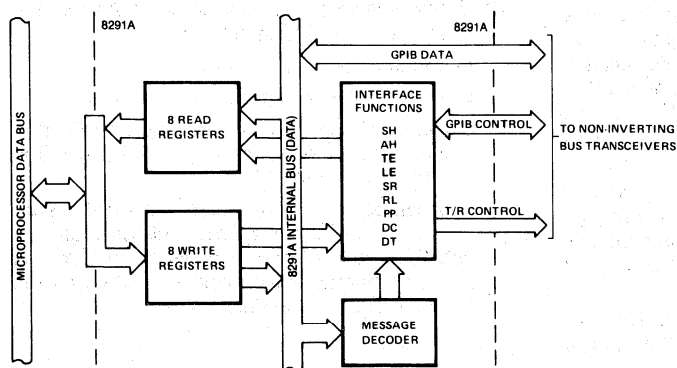 8291A
8291A
GPIB DATA
MICROPROCESSOR DATA BUS
8 READ
REGISTERS
8291A INTERNAL BUS (DATA)
INTERFACE
FUNCTIONS
SH
AH
TE
LE
SR
RL
PP
DC
DT
GPIB CONTROL
TO NON-INVERTING
BUS TRANSCEIVERS
T/R CONTROL
8 WRITE
REGISTERS
MESSAGE
DECODER